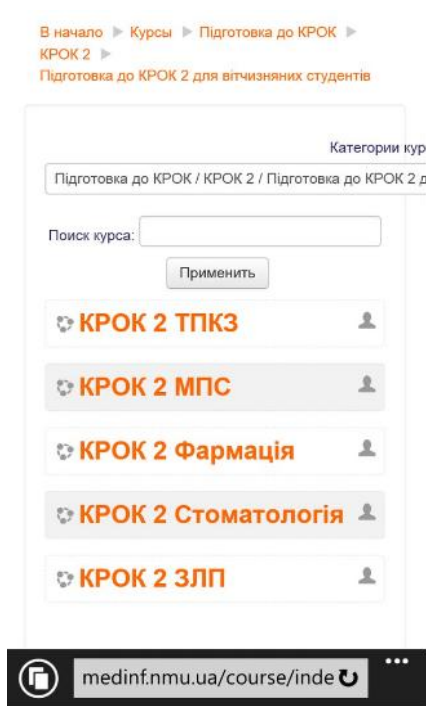 В начало ▶ Курсы ▶ Підготовка до КРОК ▶
КРОК 2 ▶
Підготовка до КРОК 2 для вітчизняних студентів
Категории кур
Підготовка до КРОК / КРОК 2 / Підготовка до КРОК 2 д
Поиск курса:
Применить
КРОК 2 ТПКЗ
КРОК 2 МПС
КРОК 2 Фармація
КРОК 2 Стоматологія
КРОК 2 ЗЛП
medinf.nmu.ua/course/inde